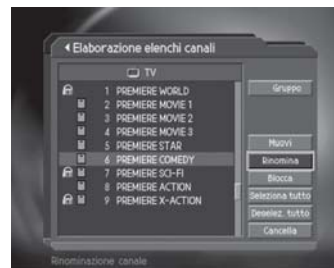 Elaborazione elenchi canali
TV
1 PREMIERE WORLD
2 PREMIERE MOVIE 1
3 PREMIERE MOVIE 2
4 PREMIERE MOVIE 3
5 PREMIERE STAR
6 PREMIERE COMEDY
7 PREMIERE SCI-FI
8 PREMIERE ACTION
9 PREMIERE X-ACTION
Gruppo
Muovi
Rinomina
Blocca
Seleziona tutto
Deselez. tutto
Cancella
Rinominazione canale